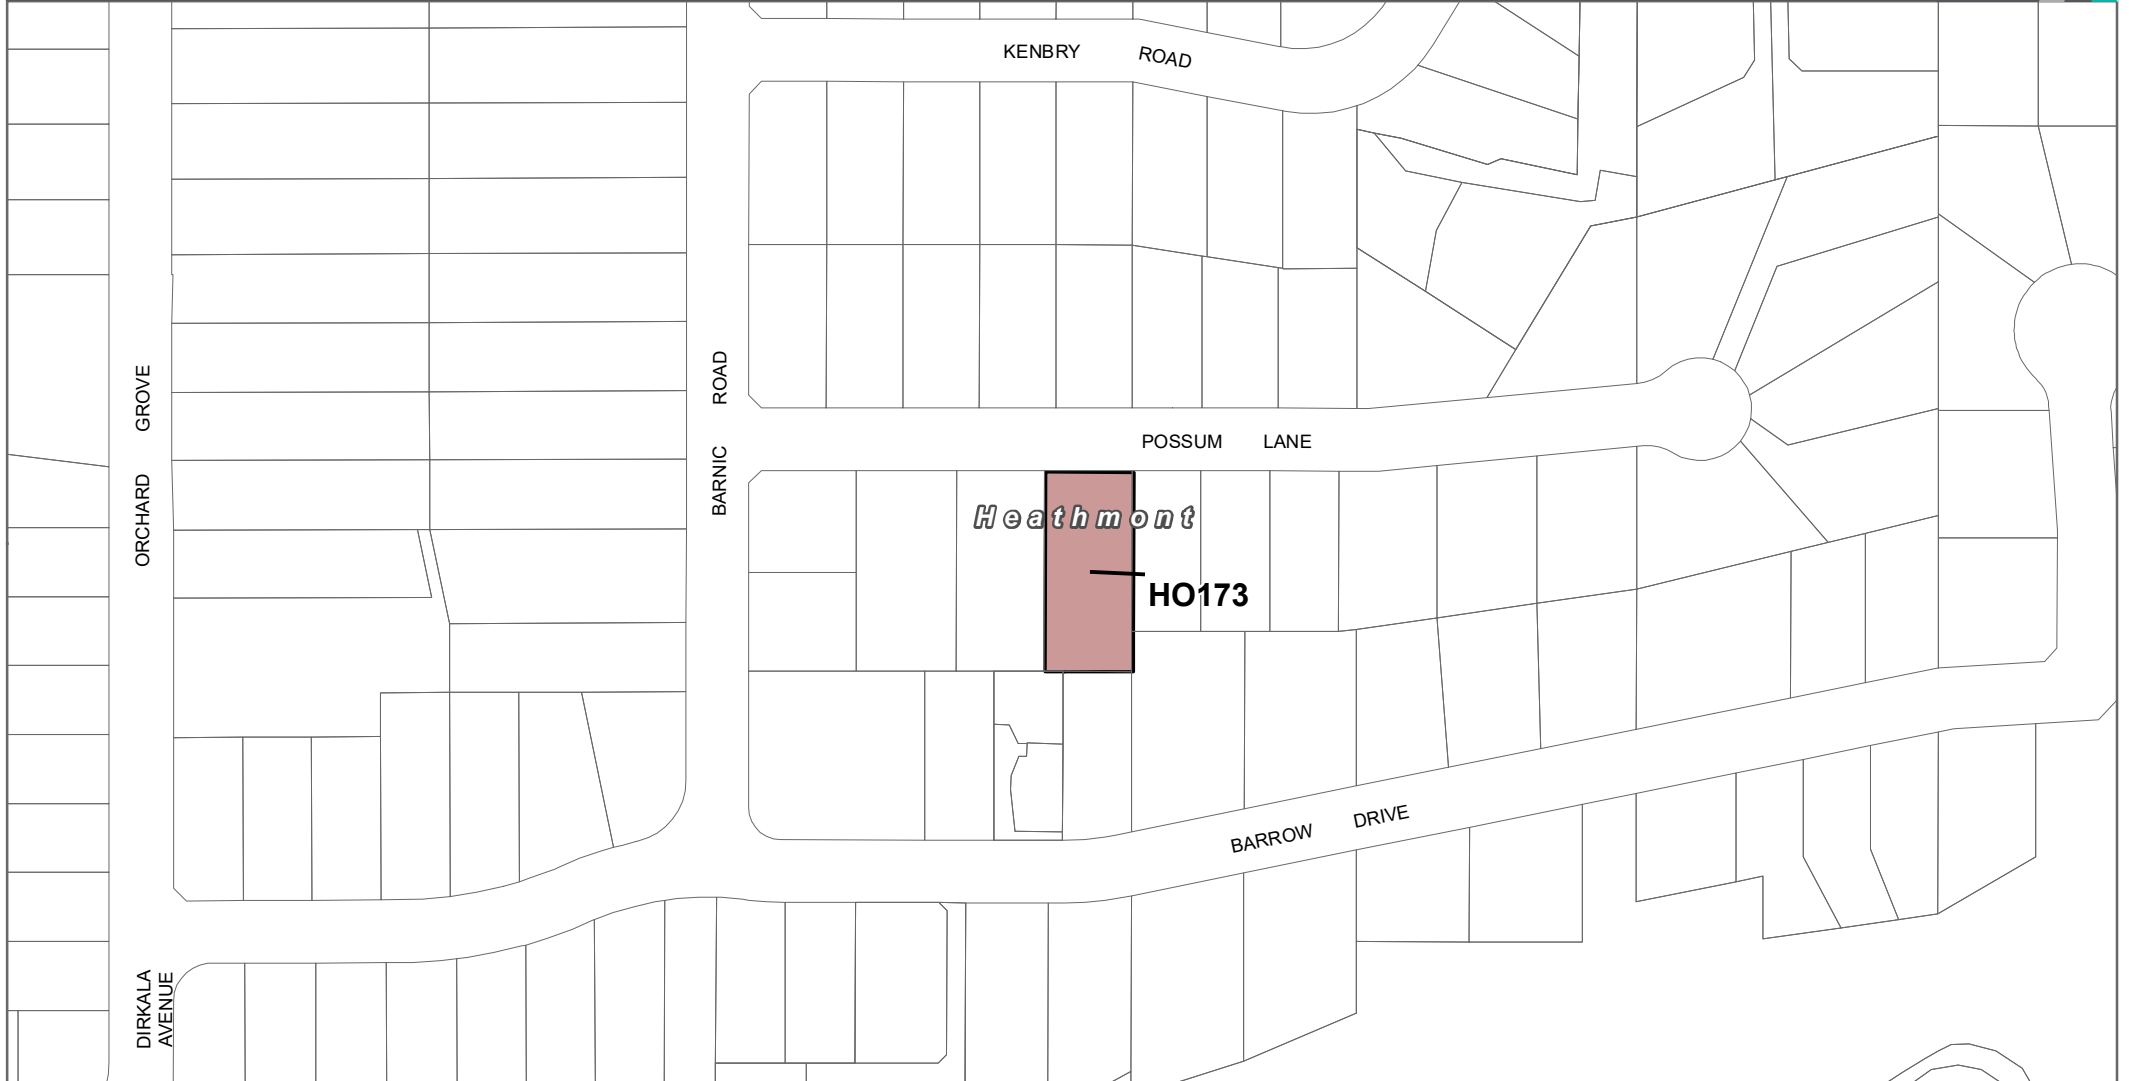 KENBRY ROAD
ORCHARD GROVE
BARNIC ROAD
POSSUM LANE
Heathmont
HO173
BARROW DRIVE
DIRKALA
AVENUE